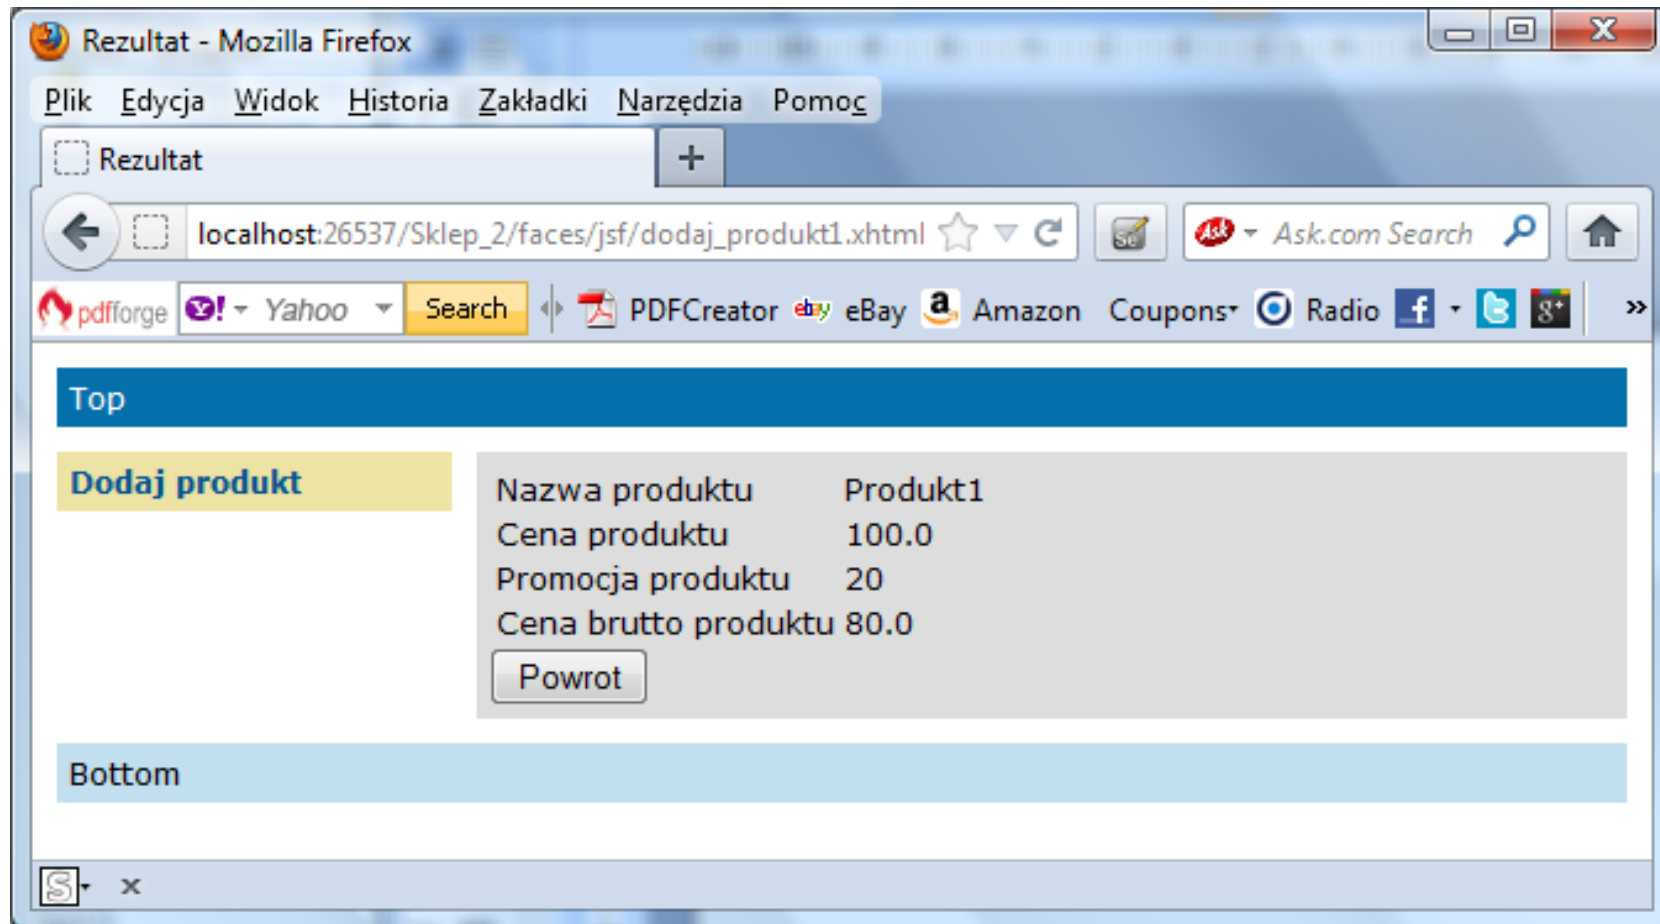 Rezultat - Mozilla Firefox
Plik Edycja Widok Historia Zakładki Narzędzia Pomoc
Rezultat
localhost:26537/Sklep_2/faces/jsf/dodaj_produkt1.xhtml Ask Ask.com Search
pdfforge Y! Yahoo Search PDFCreator ebay eBay a Amazon Coupons Radio f g+ »
Top
Dodaj produkt
Nazwa produktu Produkt1
Cena produktu 100.0
Promocja produktu 20
Cena brutto produktu 80.0
Powrot
Bottom
S x